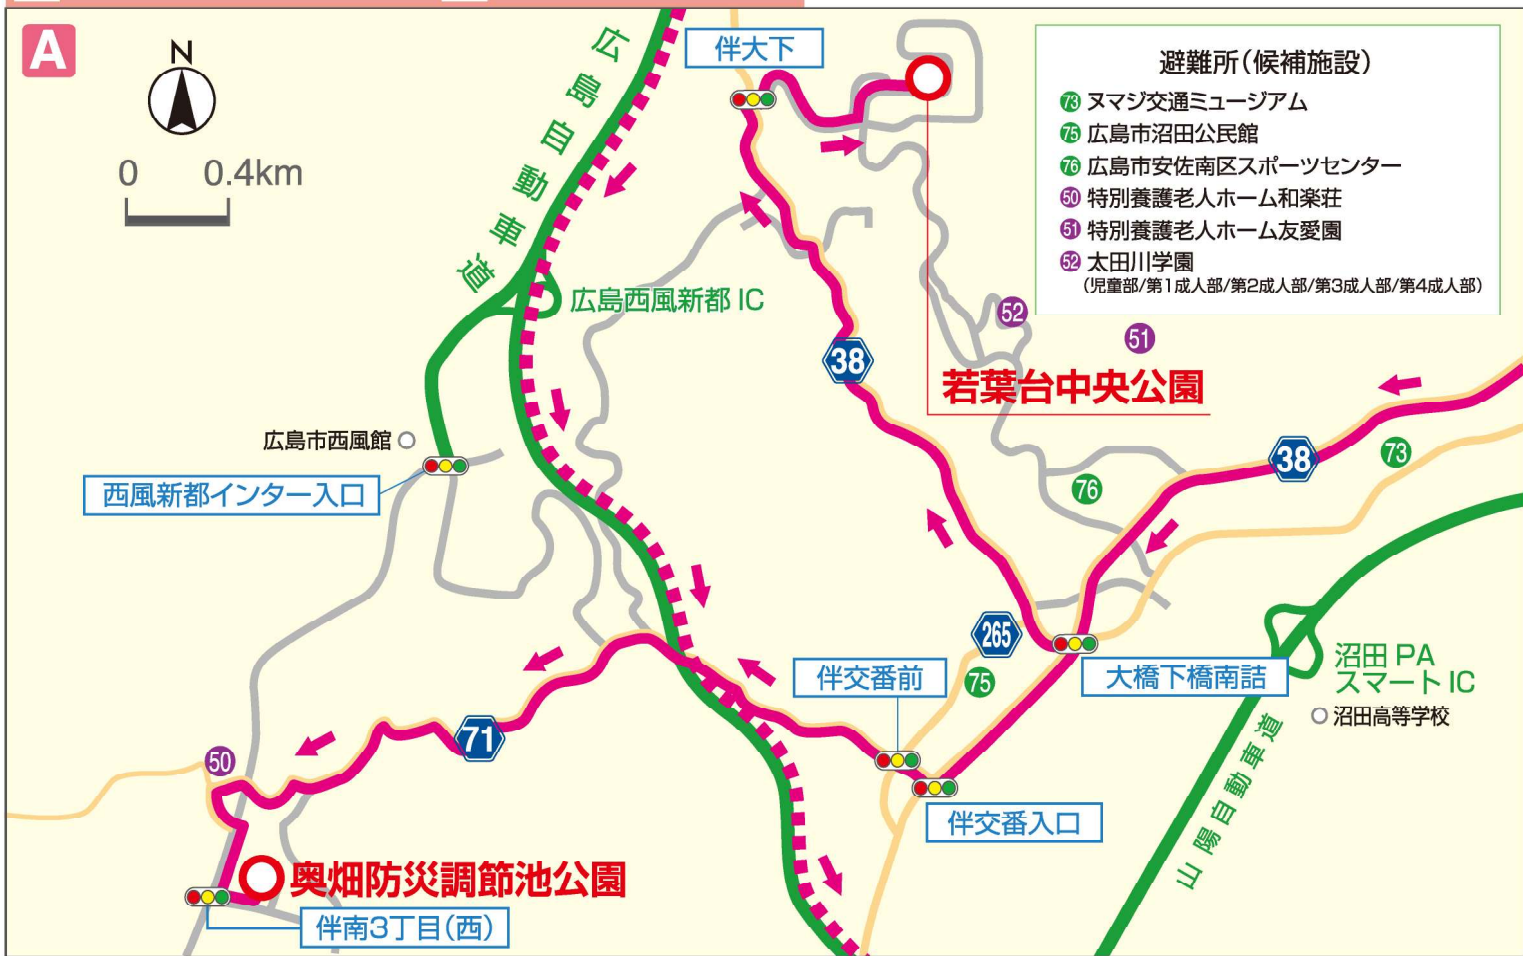 A
N
0 0.4km
広島自動車道
伴大下
避難所(候補施設)
73 ヌマジ交通ミュージアム
75 広島市沼田公民館
76 広島市安佐南区スポーツセンター
50 特別養護老人ホーム和楽荘
51 特別養護老人ホーム友愛園
52 太田川学園
(児童部/第1成人部/第2成人部/第3成人部/第4成人部)
広島西風新都 IC
52
51
38
若葉台中央公園
広島市西風館
38
73
西風新都インター入口
76
265
75
伴交番前
大橋下橋南詰
沼田 PA
スマート IC
沼田高等学校
71
50
山陽自動車道
伴交番入口
奥畑防災調節池公園
伴南3丁目(西)